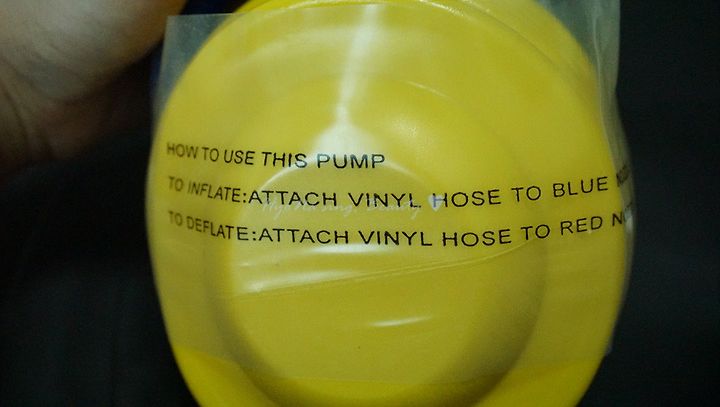 HOW TO USE THIS PUMP
TO INFLATE:ATTACH VINYL HOSE TO BLUE
TO DEFLATE:ATTACH VINYL HOSE TO RED